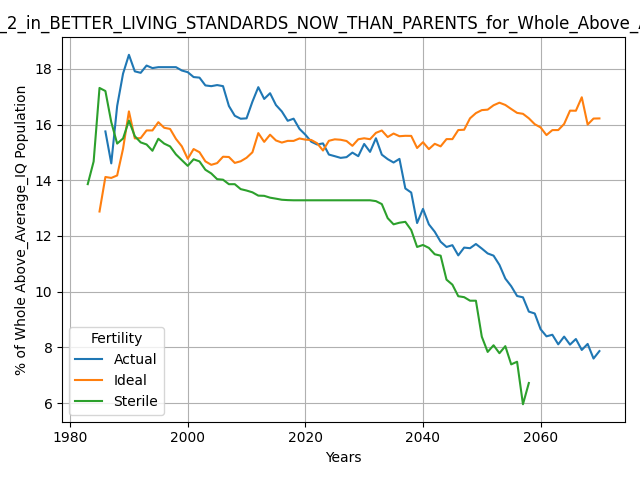 _2_in_BETTER_LIVING_STANDARDS_NOW_THAN_PARENTS_for_Whole_Above_
% of Whole Above_Average_IQ Population
18
16
14
12
10
8
6
Fertility
Actual
Ideal
Sterile
1980
2000
2020
2040
2060
Years